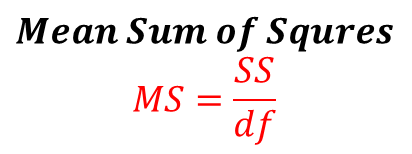 Mean Sum of Squres
MS = SS/df